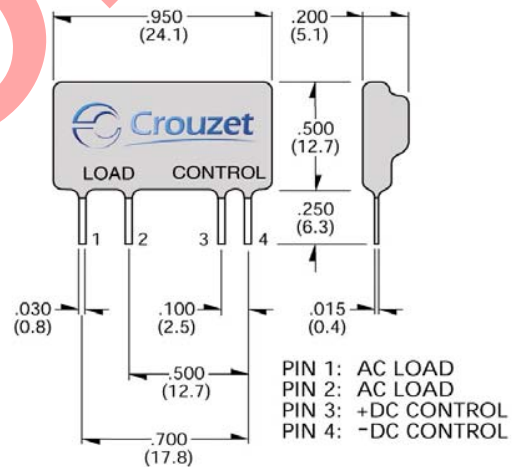 .950
(24.1)
.200
(5.1)
Crouzet
LOAD CONTROL
.500
(12.7)
.250
(6.3)
1 2 3 4
.030
(0.8)
.100
(2.5)
.015
(0.4)
.500
(12.7)
.700
(17.8)
PIN 1: AC LOAD
PIN 2: AC LOAD
PIN 3: +DC CONTROL
PIN 4: -DC CONTROL